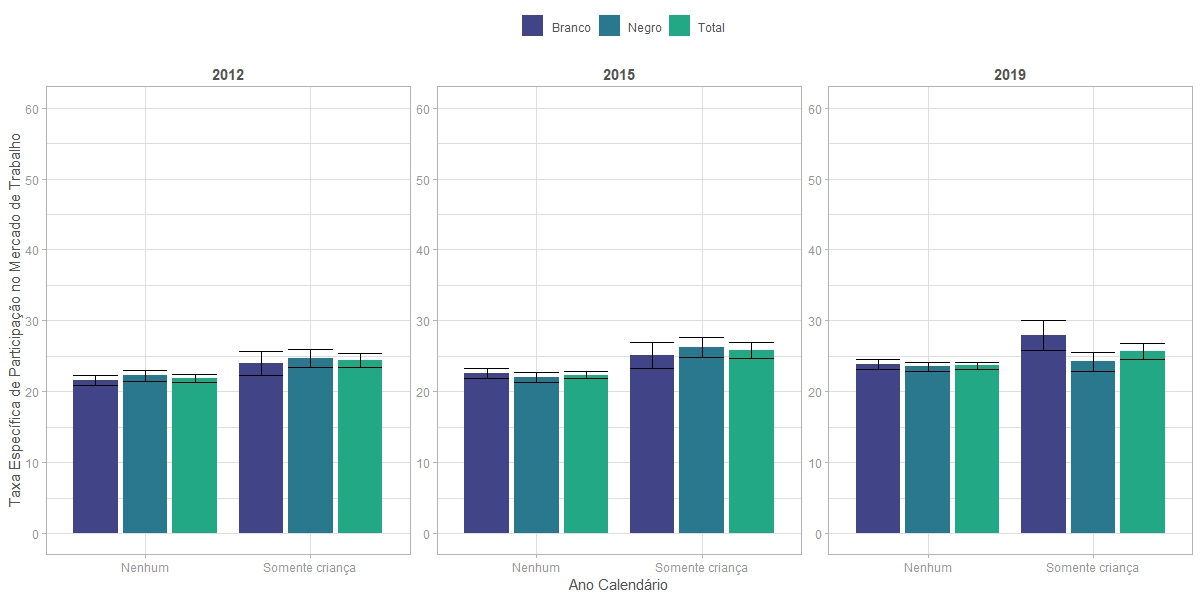 Branco Negro Total
2012 2015 2019
Taxa Específica de Participação no Mercado de Trabalho
60 60 60
50 50 50
40 40 40
30 30 30
20 20 20
10 10 10
0 0 0
Nenhum Somente criança Nenhum Somente criança Nenhum Somente criança
Ano Calendário